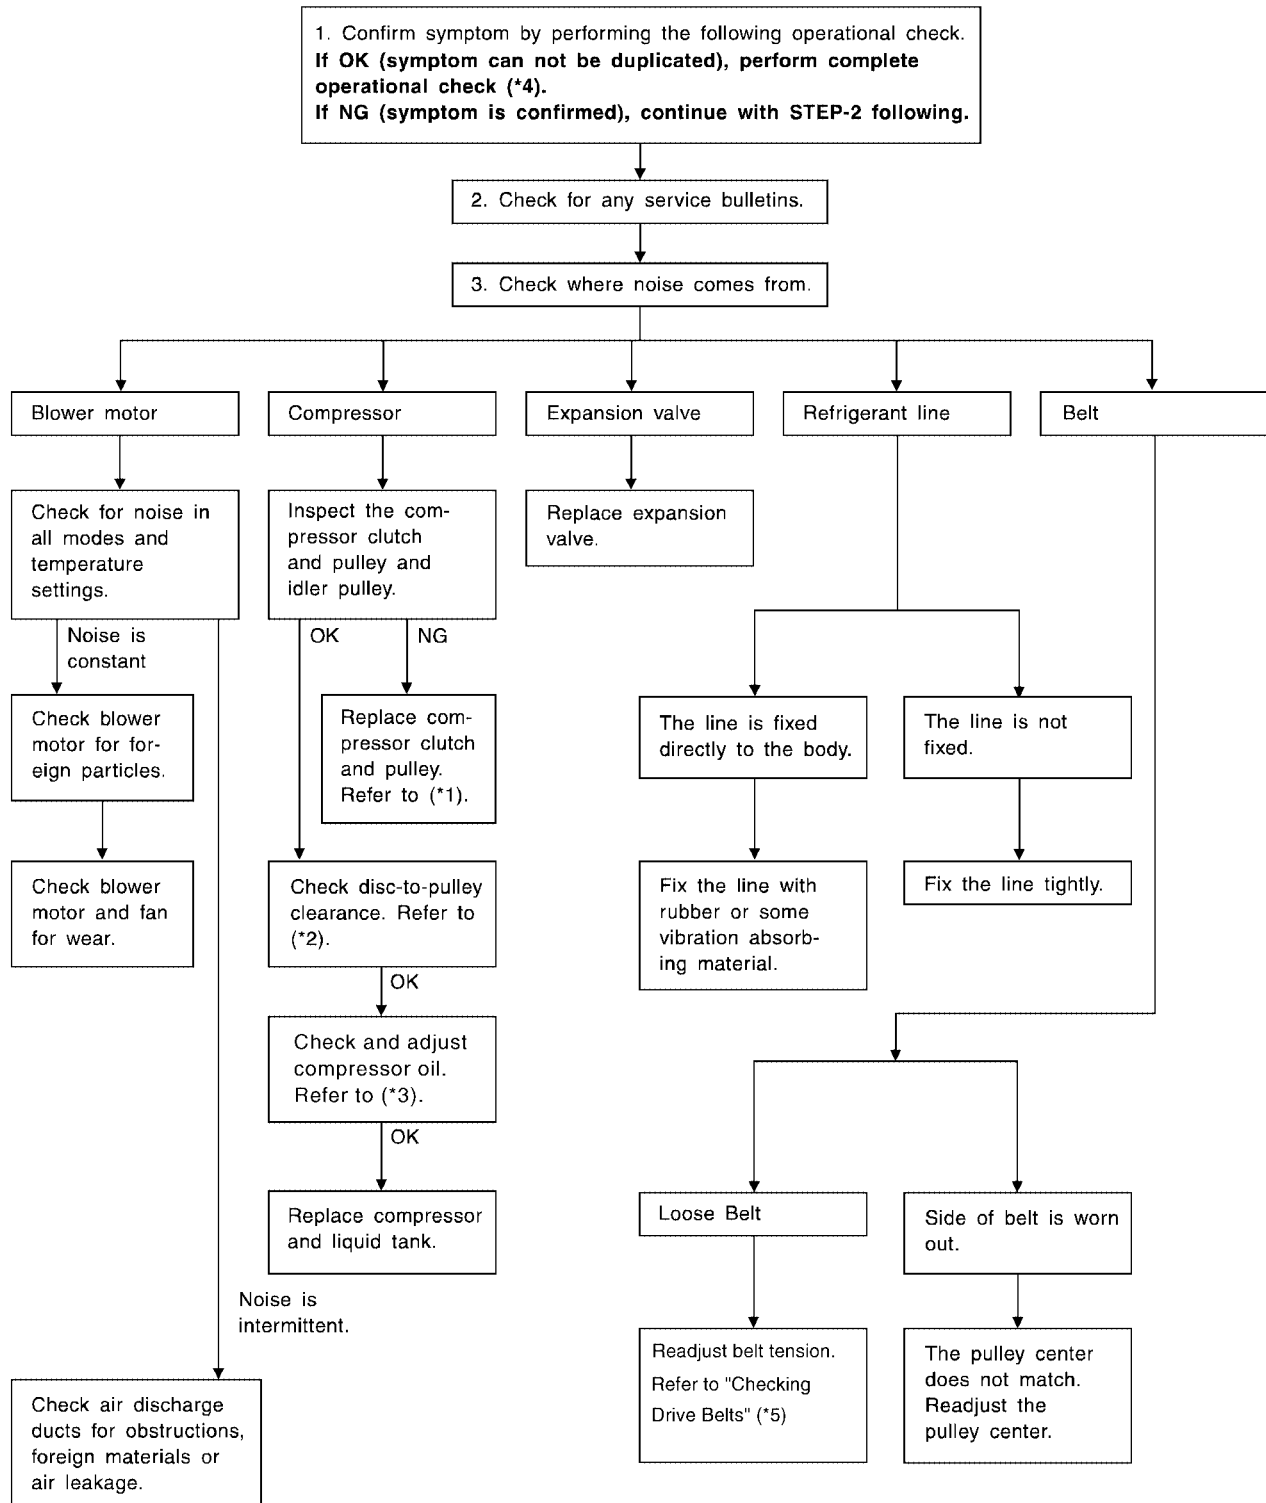 1. Confirm symptom by performing the following operational check.
If OK (symptom can not be duplicated), perform complete
operational check (*4).
If NG (symptom is confirmed), continue with STEP-2 following.
2. Check for any service bulletins.
3. Check where noise comes from.
Blower motor
Compressor
Expansion valve
Refrigerant line
Belt
Check for noise in
all modes and
temperature
settings.
Inspect the com-
pressor clutch
and pulley and
idler pulley.
Replace expansion
valve.
Noise is
constant
OK
NG
Check blower
motor for for-
eign particles.
Replace com-
pressor clutch
and pulley.
Refer to (*1).
The line is fixed
directly to the body.
The line is not
fixed.
Check blower
motor and fan
for wear.
Check disc-to-pulley
clearance. Refer to
(*2).
Fix the line with
rubber or some
vibration absorb-
ing material.
Fix the line tightly.
OK
Check and adjust
compressor oil.
Refer to (*3).
OK
Replace compressor
and liquid tank.
Loose Belt
Side of belt is worn
out.
Noise is
intermittent.
Readjust belt tension.
Refer to "Checking
Drive Belts" (*5)
The pulley center
does not match.
Readjust the
pulley center.
Check air discharge
ducts for obstructions,
foreign materials or
air leakage.